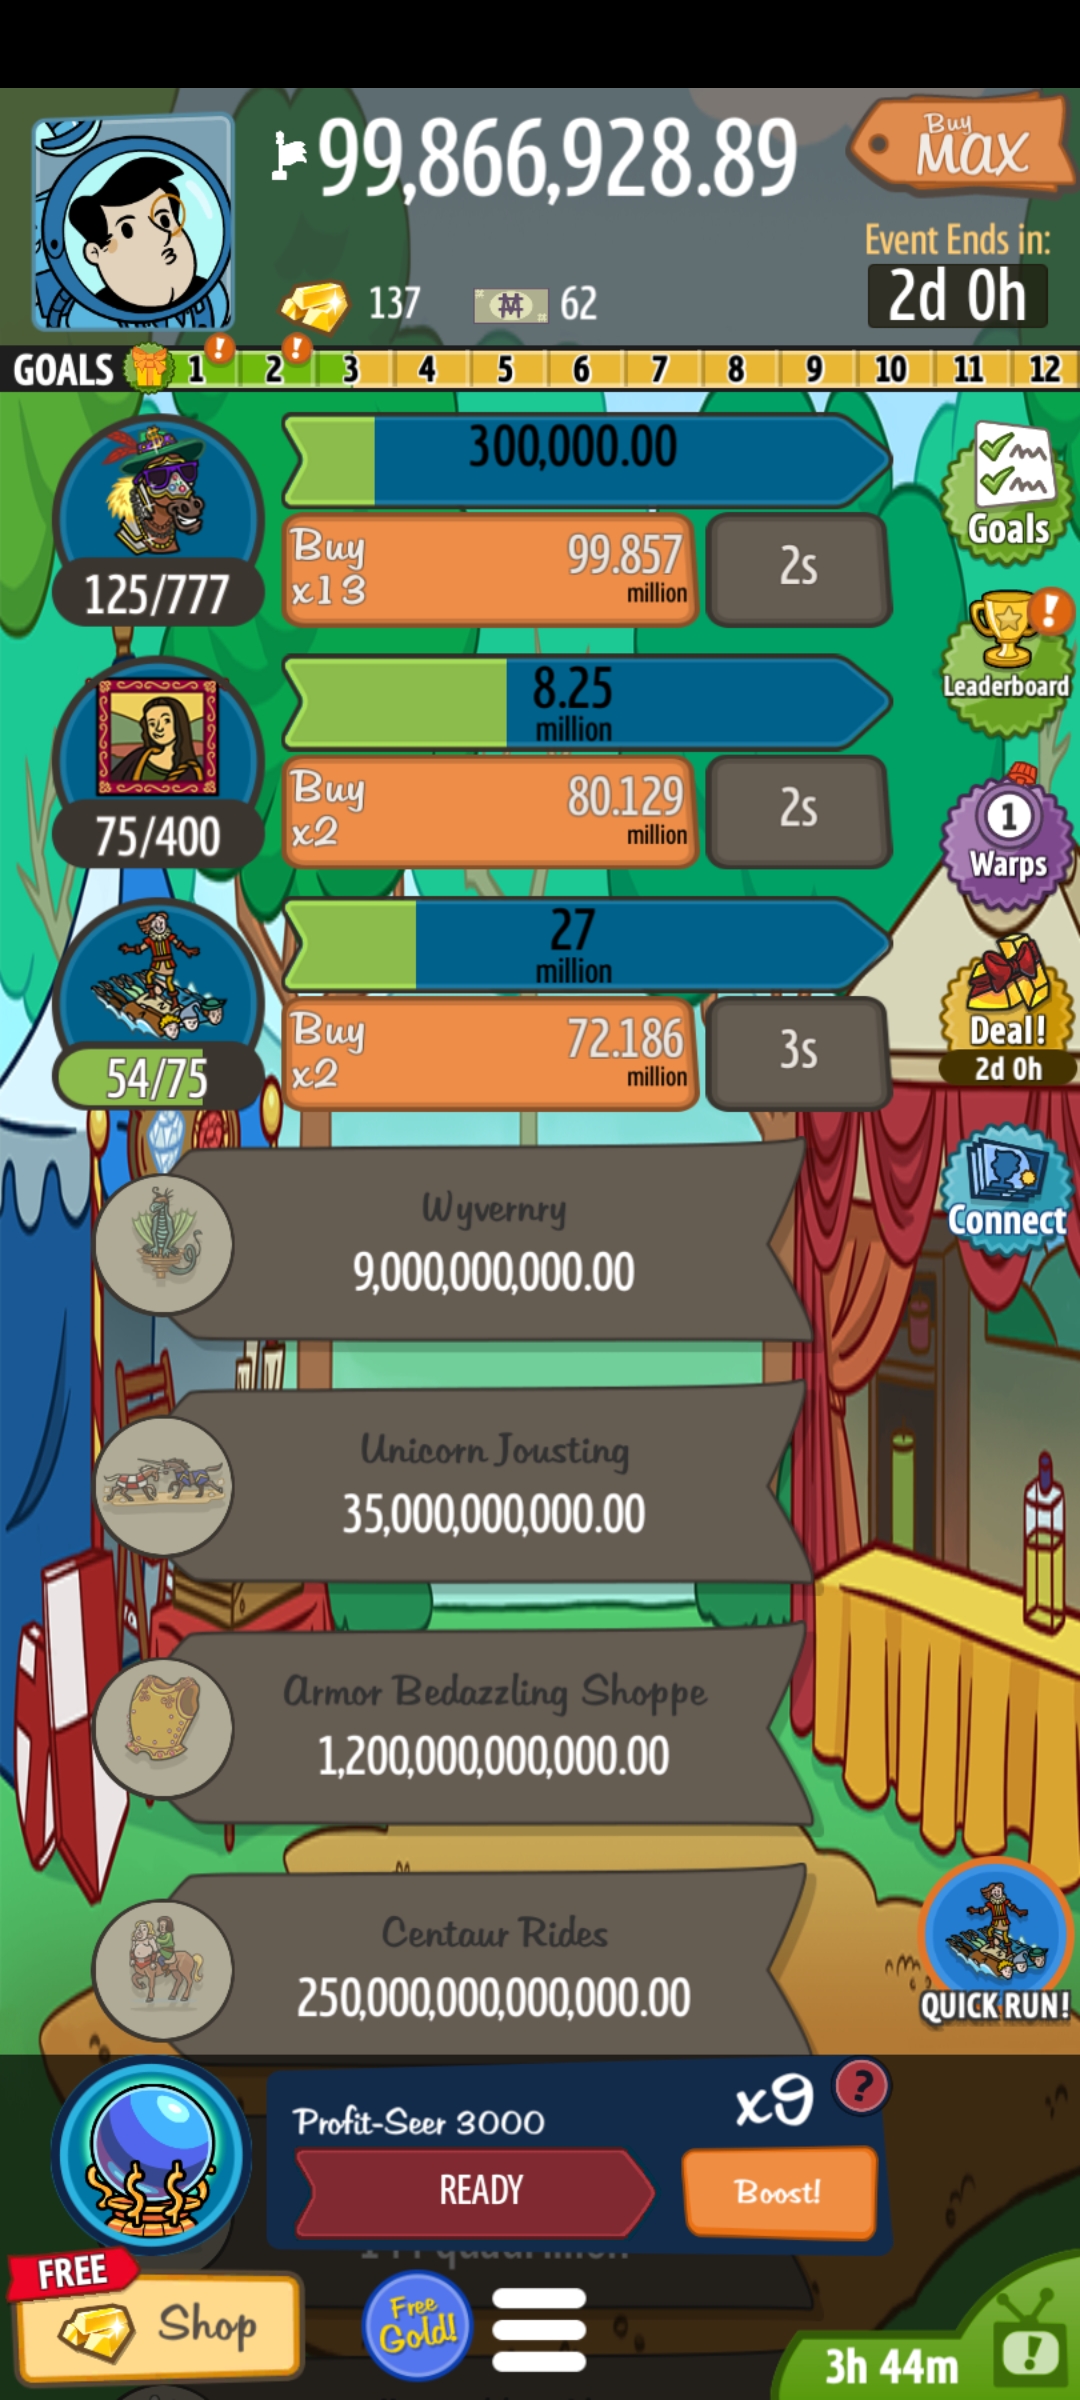 99,866,928.89
Buy
MAX
Event Ends in:
2d 0h
137
62
GOALS 1 ! 2 ! 3 4 5 6 7 8 9 10 11 12
300,000.00
Buy
x13
99.857
million
2s
125/777
Goals
8.25
million
Buy
x2
80.129
million
2s
75/400
!
Leaderboard
1
Warps
27
million
Buy
x2
72.186
million
3s
54/75
Deal!
2d 0h
Connect
Wyvernry
9,000,000,000.00
Unicorn Jousting
35,000,000,000.00
Armor Bedazzling Shoppe
1,200,000,000,000.00
Centaur Rides
250,000,000,000,000.00
QUICK RUN!
Profit-Seer 3000
x9
?
READY
Boost!
FREE
Shop
Free
Gold!
3h 44m
!